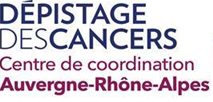 DÉPISTAGE
DESCANCERS
Centre de coordination
Auvergne-Rhône-Alpes